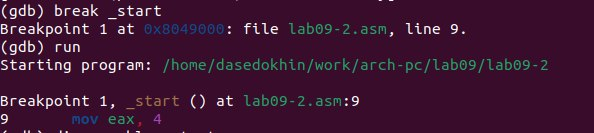 (gdb) break _start
Breakpoint 1 at 0x8049000: file lab09-2.asm, line 9.
(gdb) run
Starting program: /home/dasedokhin/work/arch-pc/lab09/lab09-2
Breakpoint 1, _start () at lab09-2.asm:9
9 mov eax, 4
(gdb)